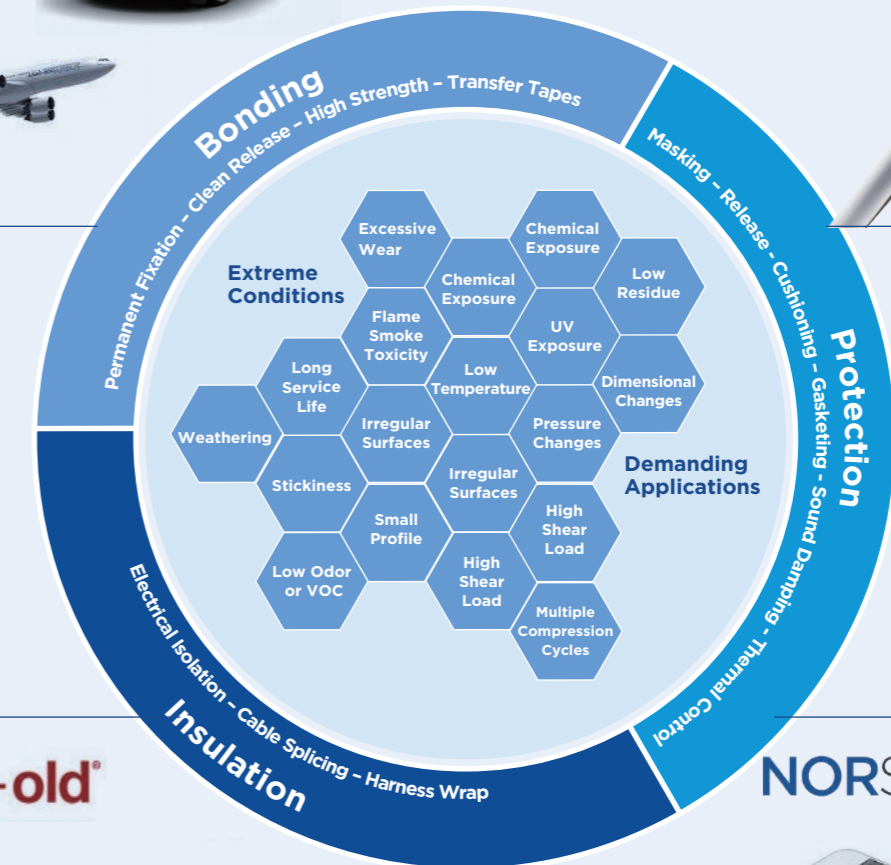 Bonding
Permanent Fixation – Clean Release – High Strength – Transfer Tapes
Protection
Masking – Release - Cushioning – Gasketing - Sound Damping - Thermal Control
Extreme
Conditions
Excessive
Wear
Chemical
Exposure
Chemical
Exposure
Low
Residue
Flame
Smoke
Toxicity
UV
Exposure
Long
Service
Life
Low
Temperature
Dimensional
Changes
Weathering
Irregular
Surfaces
Pressure
Changes
Demanding
Applications
Stickiness
Irregular
Surfaces
Small
Profile
High
Shear
Load
Low Odor
or VOC
High
Shear
Load
Multiple
Compression
Cycles
Electrical Isolation – Cable Splicing – Harness Wrap
Insulation
-old®
NORS